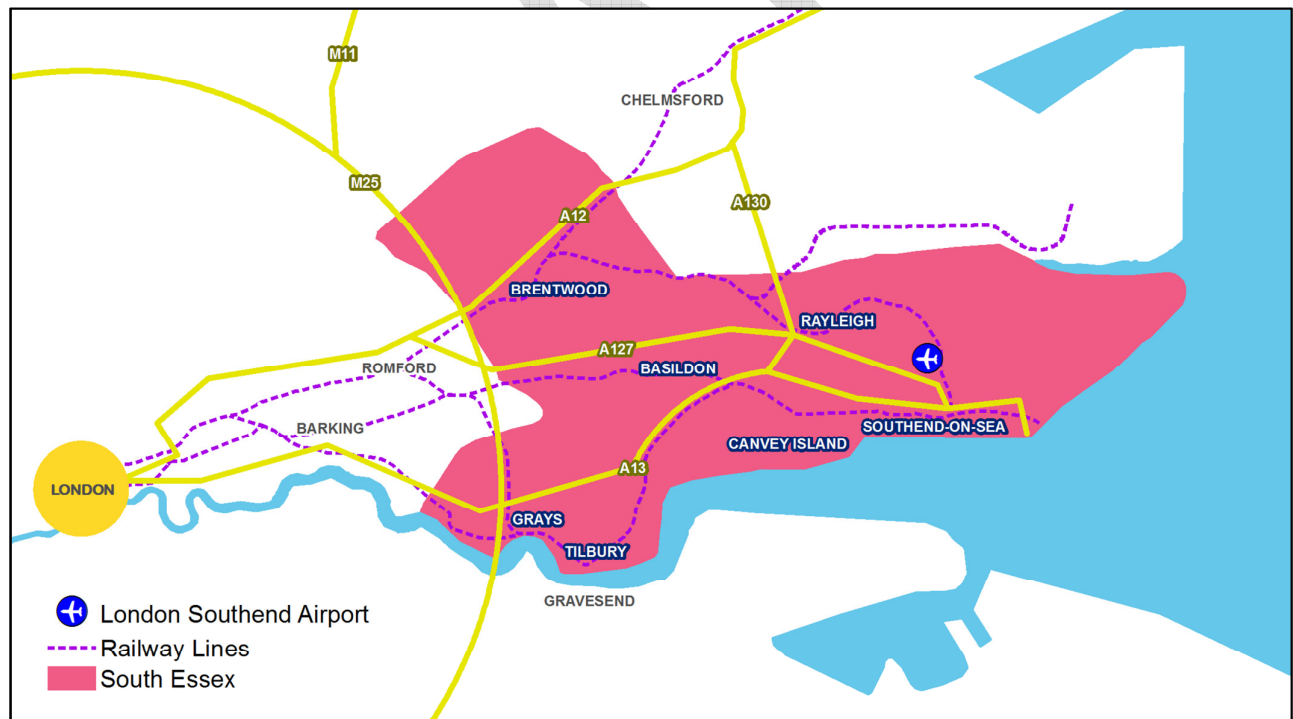 M11
CHELMSFORD
M25
A130
A12
BRENTWOOD
RAYLEIGH
A127
ROMFORD
BASILDON
BARKING
SOUTHEND-ON-SEA
CANVEY ISLAND
A13
LONDON
GRAYS
TILBURY
GRAVESEND
London Southend Airport
Railway Lines
South Essex